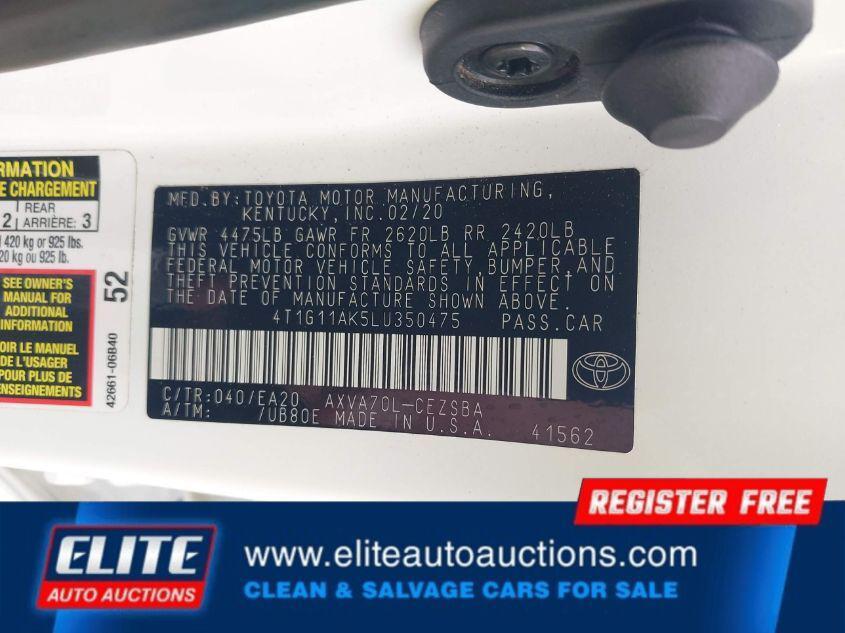 RMATION
E CHARGEMENT
2 REAR ARRIÈRE: 3
420 kg or 925 lbs.
20 kg ou 925 lb.
SEE OWNER'S
MANUAL FOR
ADDITIONAL
INFORMATION
OIR LE MANUEL
DE L'USAGER
POUR PLUS DE
RENSEIGNEMENTS
52
42661-06B40
MFD.BY: TOYOTA MOTOR MANUFACTURING,
KENTUCKY, INC. 02/20
GVWR 4475LB GAWR FR 2620LB RR 2420LB
THIS VEHICLE CONFORMS TO ALL APPLICABLE
FEDERAL MOTOR VEHICLE SAFETY, BUMPER, AND
THEFT PREVENTION STANDARDS IN EFFECT ON
THE DATE OF MANUFACTURE SHOWN ABOVE.
4T1G11AK5LU350475 PASS.CAR
C/TR: 040/EA20 AXVA70L-CEZSBA
A/TM: /UB80E MADE IN U.S.A. 41562
REGISTER FREE
ELITE
AUTO AUCTIONS
www.eliteautoauctions.com
CLEAN & SALVAGE CARS FOR SALE